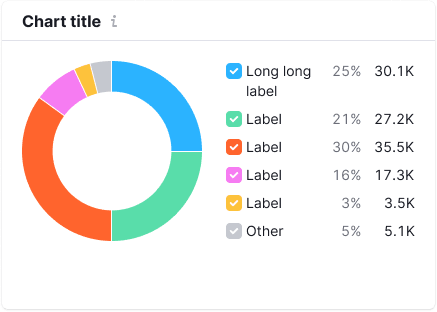 Chart title
Long long label 25% 30.1K
Label 21% 27.2K
Label 30% 35.5K
Label 16% 17.3K
Label 3% 3.5K
Other 5% 5.1K